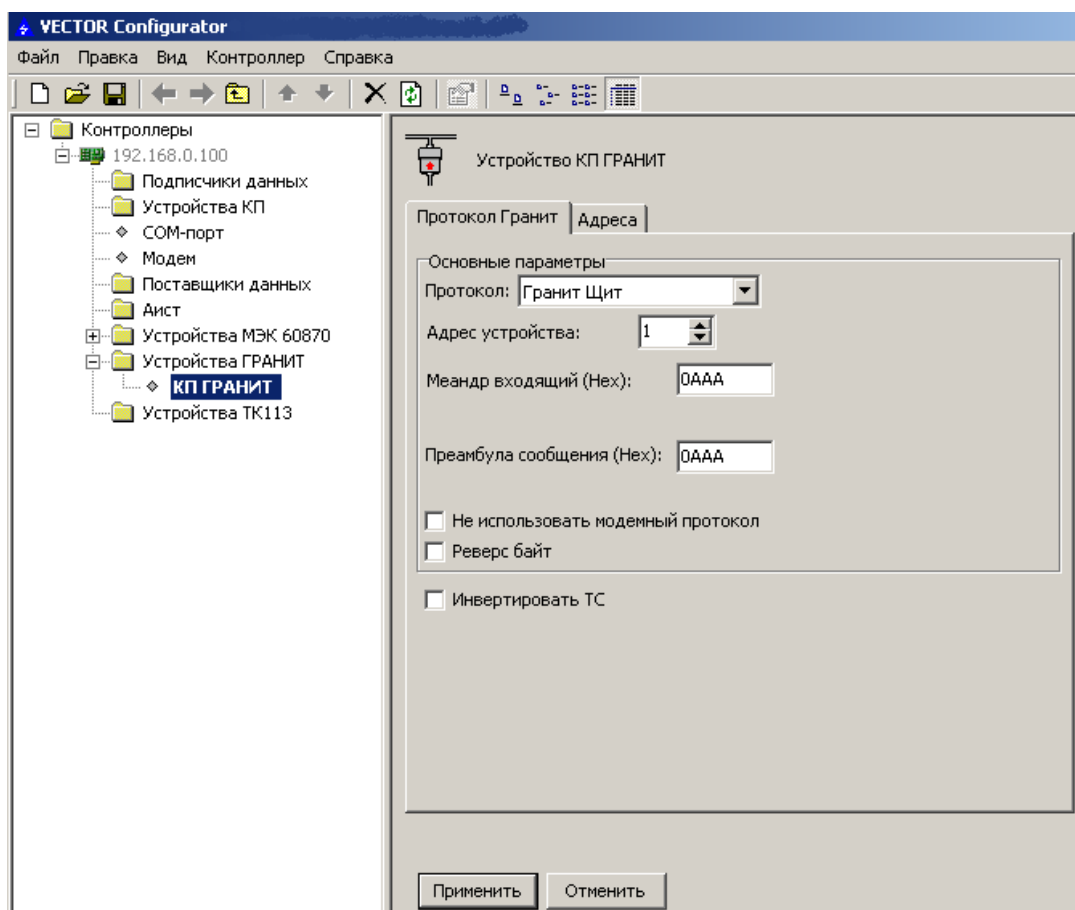 VECTOR Configurator
Файл Правка Вид Контроллер Справка
Контроллеры
192.168.0.100
Подписчики данных
Устройства КП
COM-порт
Модем
Поставщики данных
Аист
Устройства МЭК 60870
Устройства ГРАНИТ
КП ГРАНИТ
Устройства ТК113
Устройство КП ГРАНИТ
Протокол Гранит Адреса
Основные параметры
Протокол: Гранит Щит
Адрес устройства: 1
Меандр входящий (Hex): 0AAA
Преамбула сообщения (Hex): 0AAA
Не использовать модемный протокол
Реверс байт
Инвертировать ТС
Применить Отменить